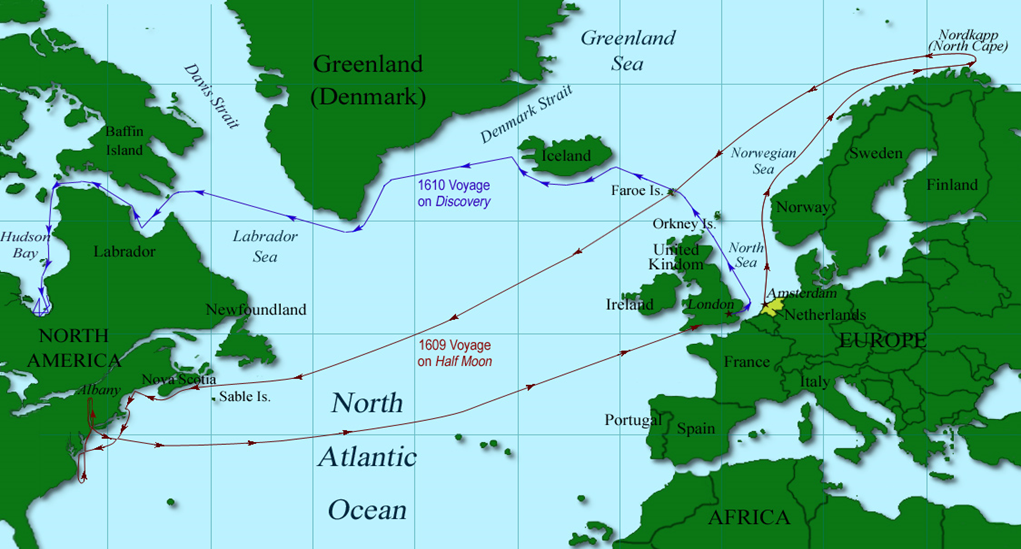 Nordkapp
(North Cape)
Greenland
Sea
Greenland
(Denmark)
Davis Strait
Denmark Strait
Baffin
Island
Iceland
Norwegian
Sea
Sweden
Finland
1610 Voyage
on Discovery
Faroe Is.
Norway
Orkney Is.
Hudson
Bay
Labrador
Labrador
Sea
United
Kindom
North
Sea
Amsterdam
Ireland
London
Netherlands
Newfoundland
NORTH
AMERICA
EUROPE
1609 Voyage
on Half Moon
France
Nova Scotia
Italy
Albany
Sable Is.
North
Atlantic
Ocean
Portugal
Spain
AFRICA